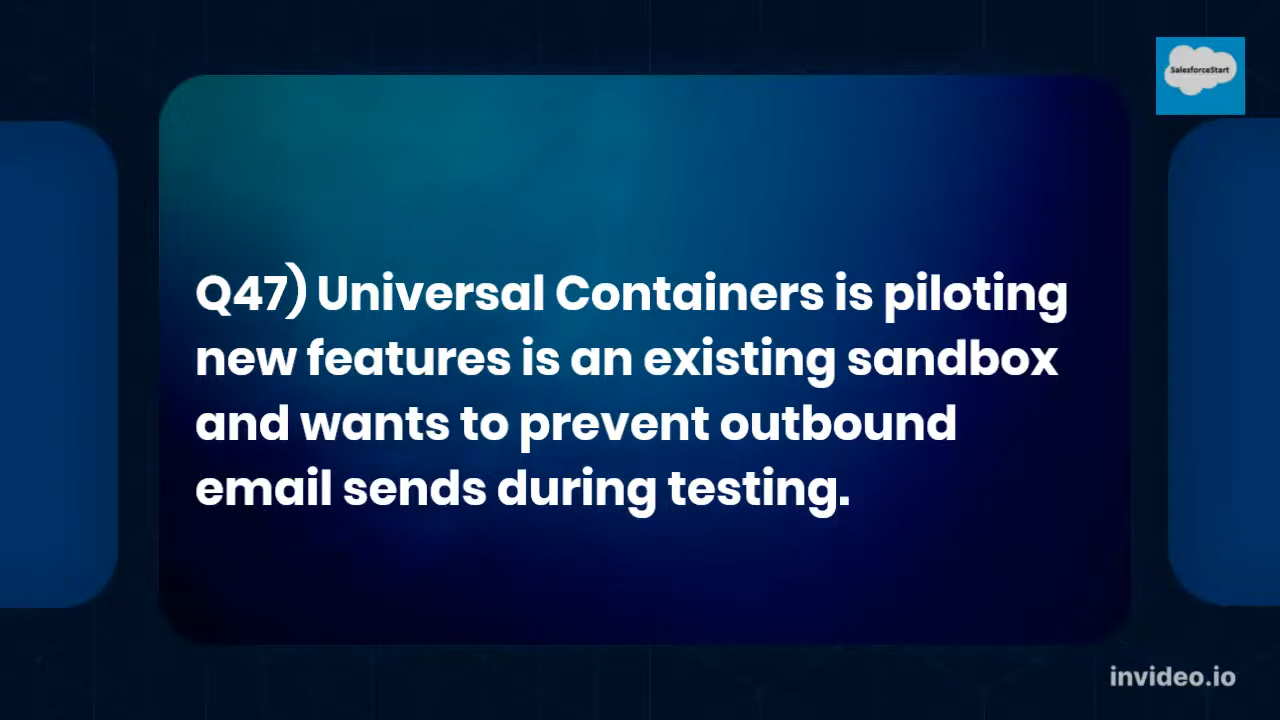 SalesforceStart
Q47) Universal Containers is piloting
new features is an existing sandbox
and wants to prevent outbound
email sends during testing.
invideo.io